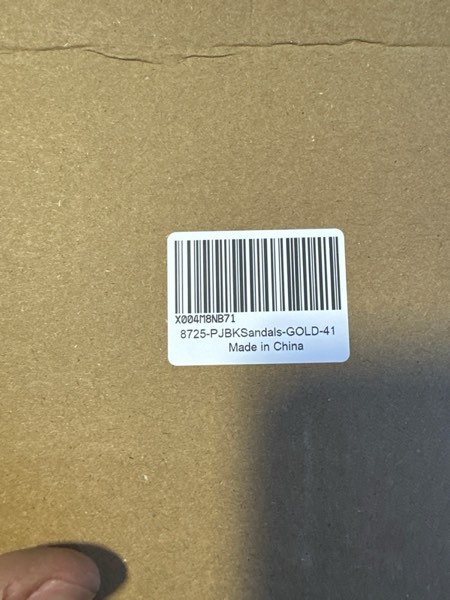 X004M8NB71
8725-PJBKSandals-GOLD-41
Made in China